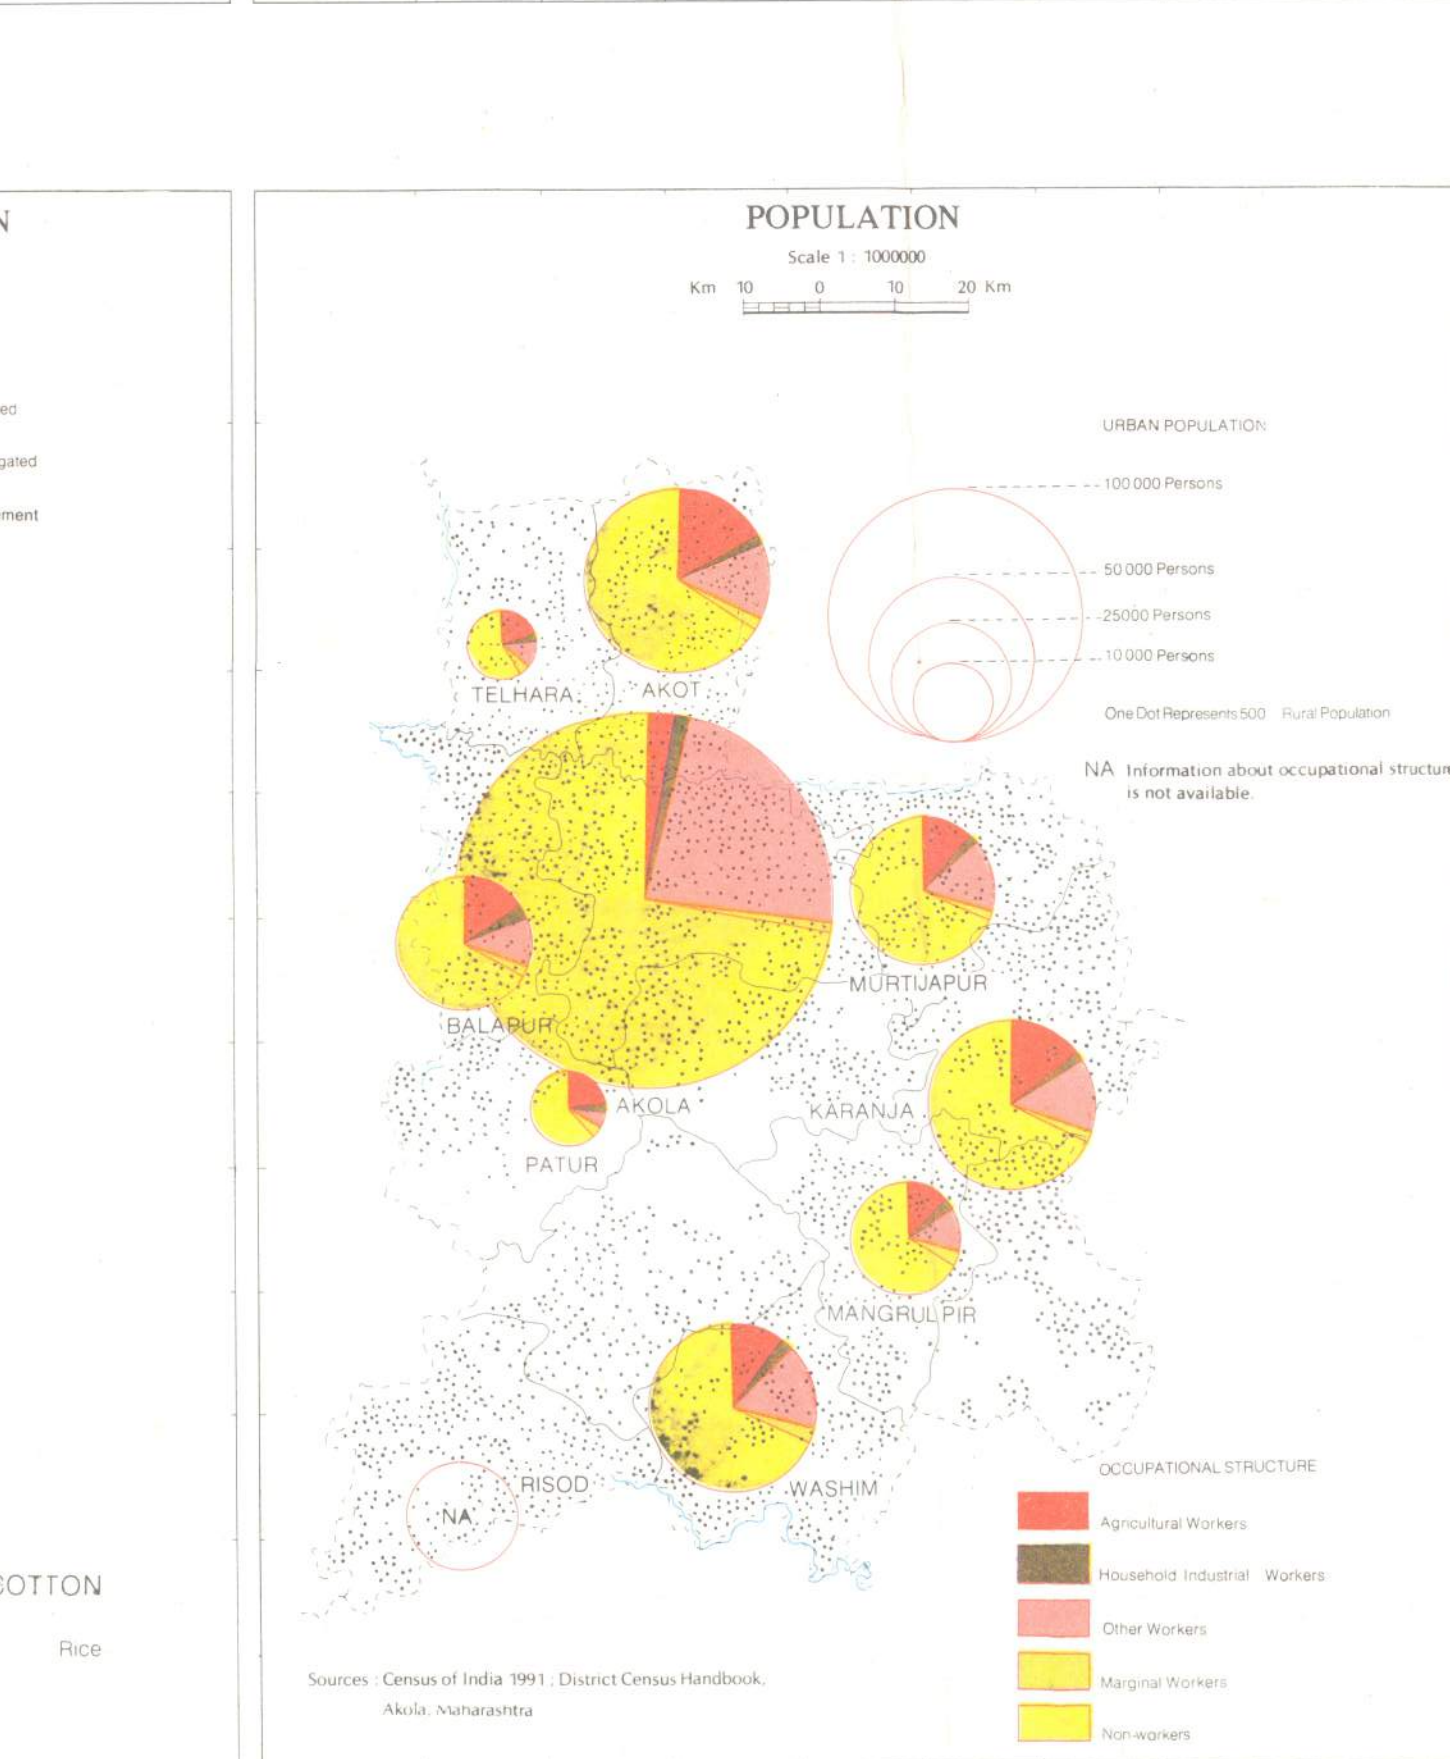 N
ed
gated
ment
COTTON
Rice
POPULATION
Scale 1 : 1000000
Km 10 0 10 20 Km
URBAN POPULATION
100 000 Persons
50 000 Persons
25000 Persons
10 000 Persons
One Dot Represents 500 Rural Population
NA Information about occupational structur
is not available.
TELHARA
AKOT
MURTIJAPUR
BALAPUR
AKOLA
KARANJA
PATUR
MANGRULPIR
RISOD
WASHIM
NA
OCCUPATIONAL STRUCTURE
Agricultural Workers
Household Industrial Workers
Other Workers
Marginal Workers
Non-workers
Sources : Census of India 1991 ; District Census Handbook,
Akola, Maharashtra